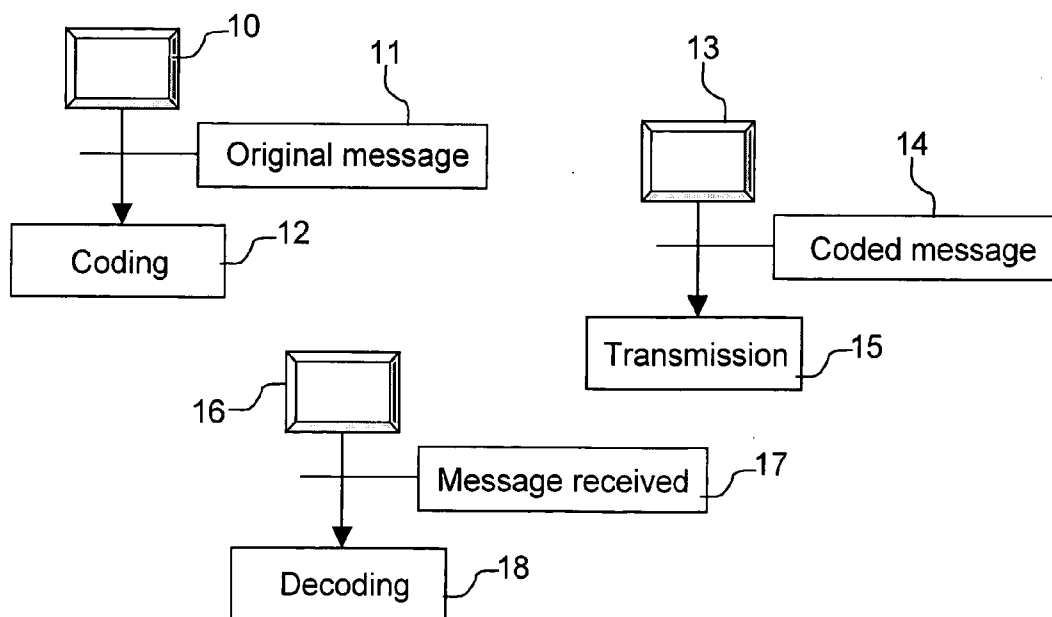 10
11
Original message
12
Coding
13
14
Coded message
Transmission
15
16
Message received
17
Decoding
18